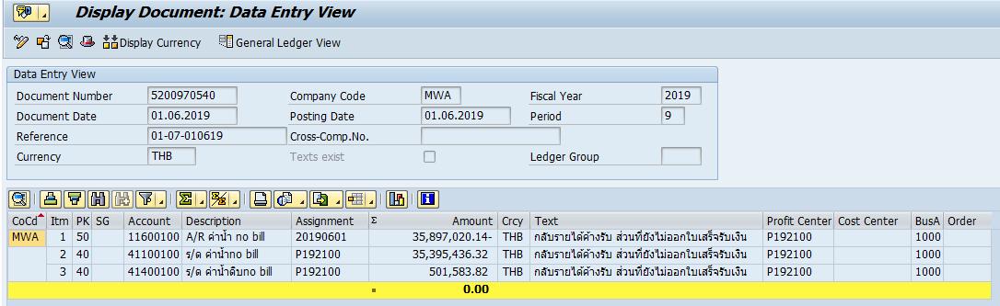 Display Document: Data Entry View
Display Currency General Ledger View
Data Entry View
Document Number 5200970540 Company Code MWA Fiscal Year 2019
Document Date 01.06.2019 Posting Date 01.06.2019 Period 9
Reference 01-07-010619 Cross-Comp.No.
Currency THB Texts exist Ledger Group
CoCd Itm PK SG Account Description Assignment Σ Amount Crcy Text Profit Center Cost Center BusA Order
MWA 1 50 11600100 A/R ค่าน้ำ no bill 20190601 35,897,020.14- THB กลับรายได้ค้างรับ ส่วนที่ยังไม่ออกใบเสร็จรับเงิน P192100 1000
2 40 41100100 ร/ด ค่าน้ำno bill P192100 35,395,436.32 THB กลับรายได้ค้างรับ ส่วนที่ยังไม่ออกใบเสร็จรับเงิน P192100 1000
3 40 41400100 ร/ด ค่าน้ำดิบno bill P192100 501,583.82 THB กลับรายได้ค้างรับ ส่วนที่ยังไม่ออกใบเสร็จรับเงิน P192100 1000
0.00